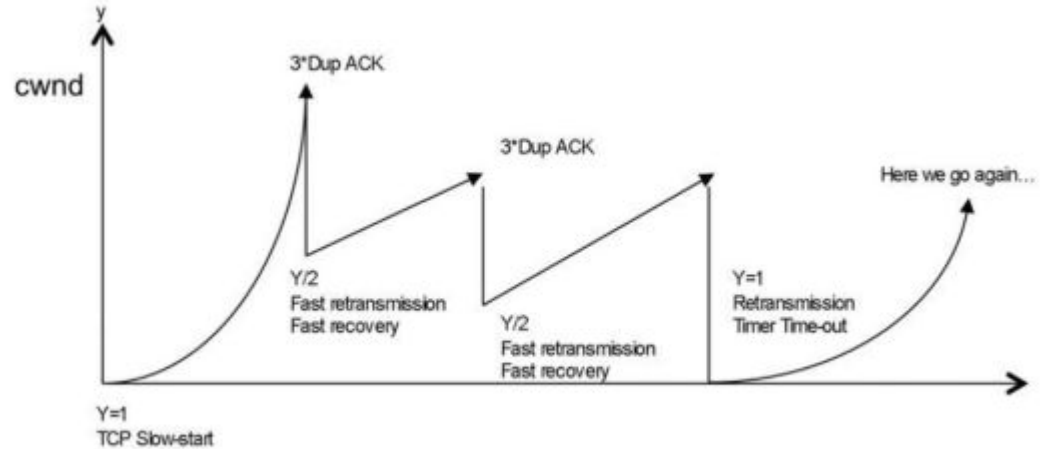 y
cwnd
3*Dup ACK
3*Dup ACK
Here we go again...
Y/2
Fast retransmission
Fast recovery
Y/2
Fast retransmission
Fast recovery
Y=1
Retransmission
Timer Time-out
Y=1
TCP Slow-start